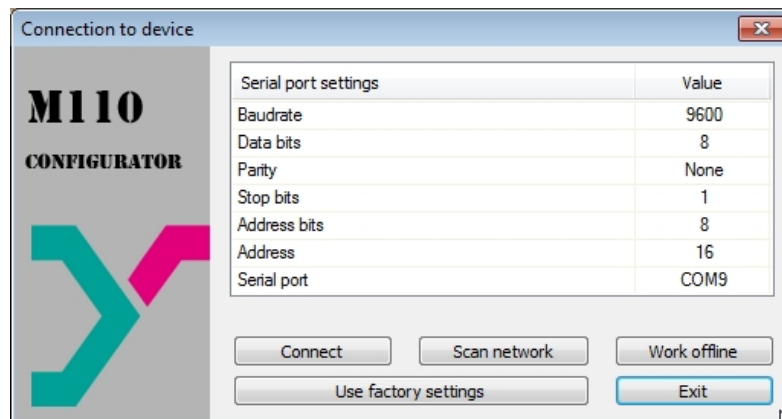 Connection to device
M110
CONFIGURATOR
Serial port settings Value
Baudrate 9600
Data bits 8
Parity None
Stop bits 1
Address bits 8
Address 16
Serial port COM9
Connect Scan network Work offline
Use factory settings Exit